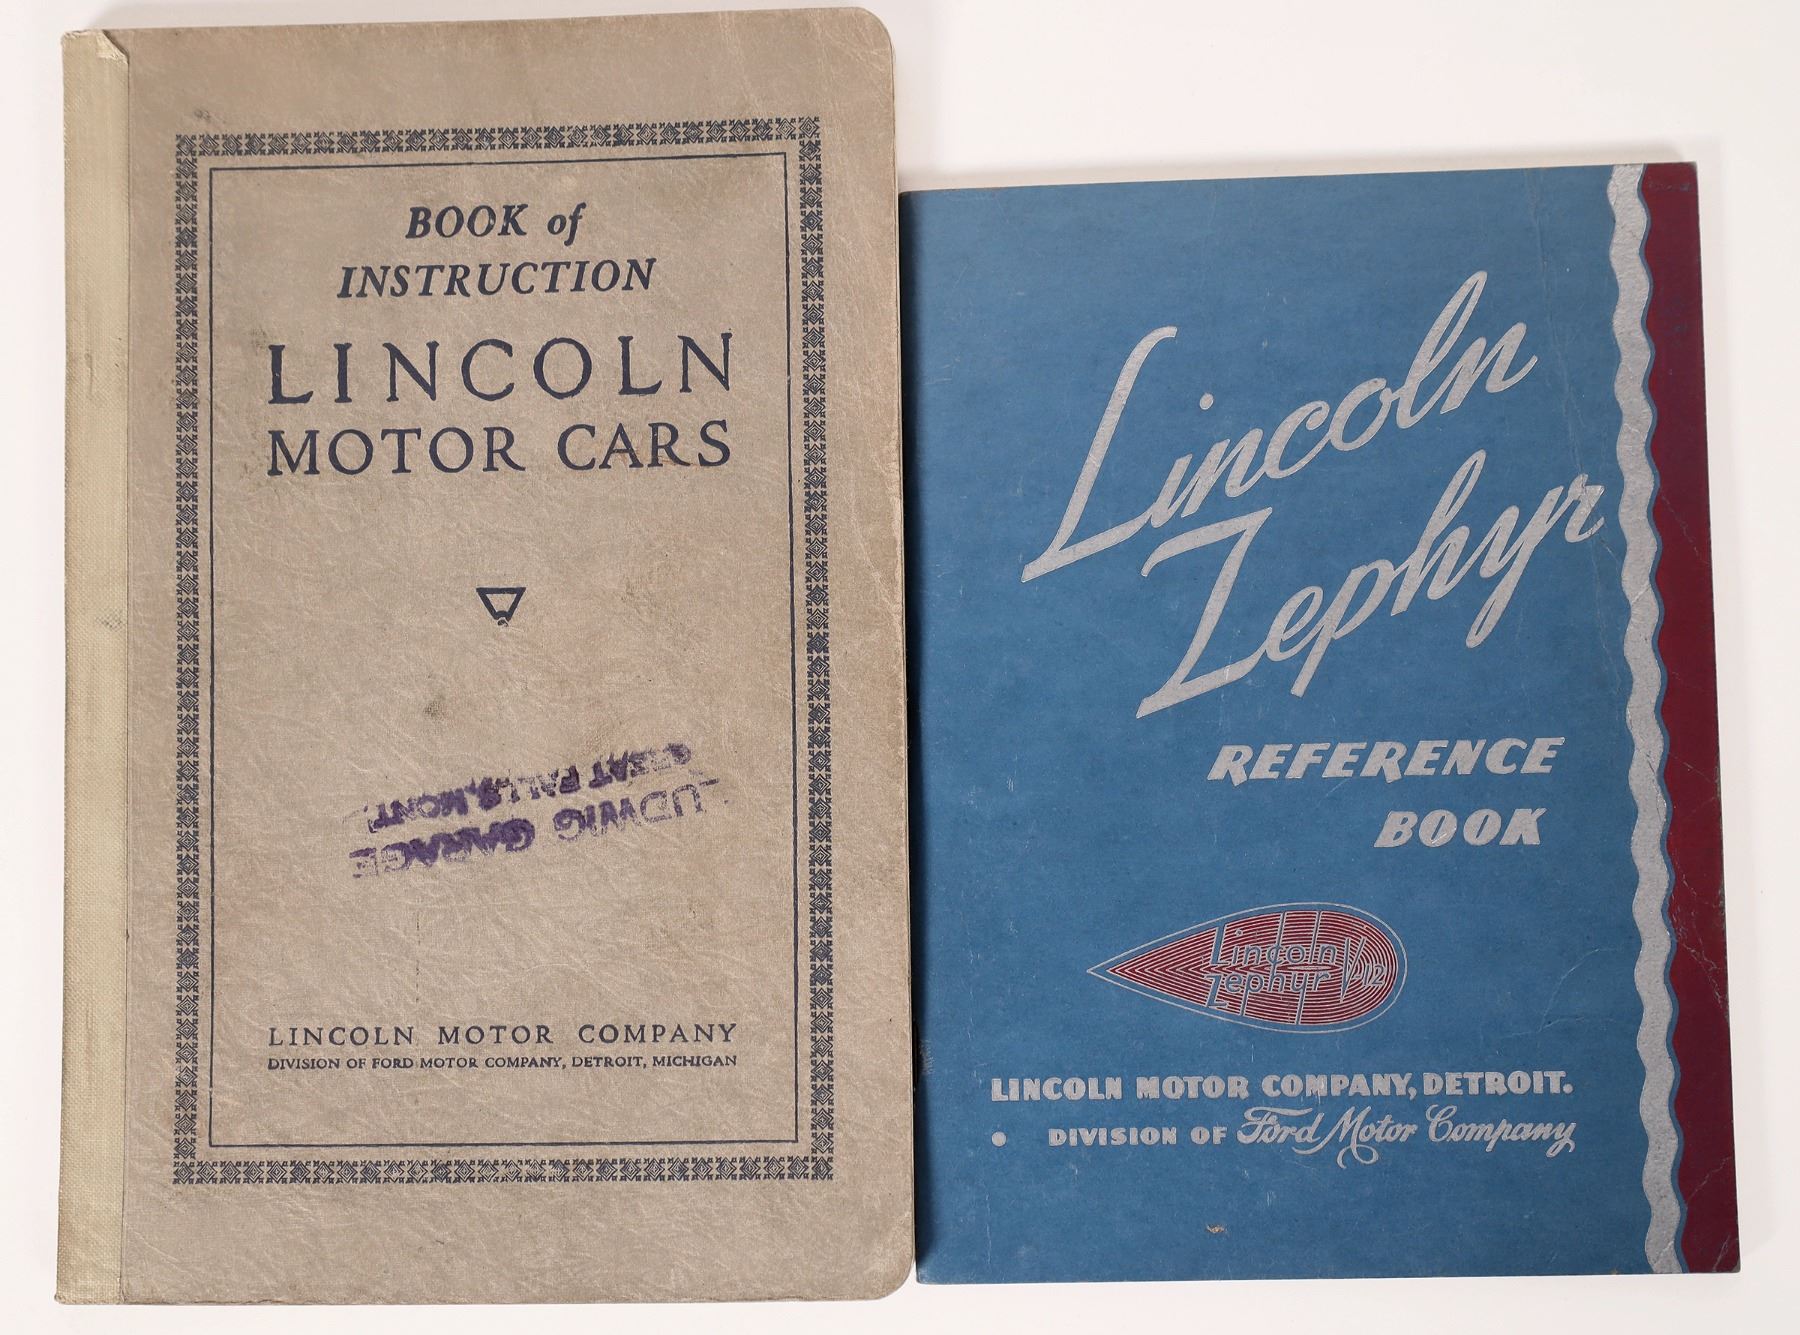 BOOK of
INSTRUCTION
LINCOLN
MOTOR CARS
LUDWIG GARAGE
GREAT FALLS, MONT.
LINCOLN MOTOR COMPANY
DIVISION OF FORD MOTOR COMPANY, DETROIT, MICHIGAN
Lincoln
Zephyr
REFERENCE
BOOK
Lincoln
Zephyr V-12
LINCOLN MOTOR COMPANY, DETROIT.
• DIVISION OF Ford Motor Company